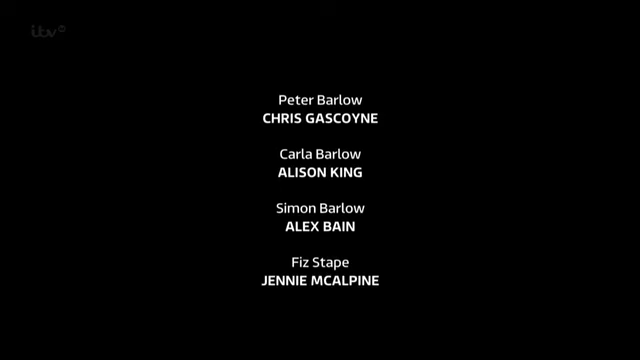 itv
Peter Barlow
CHRIS GASCOYNE
Carla Barlow
ALISON KING
Simon Barlow
ALEX BAIN
Fiz Stape
JENNIE MCALPINE